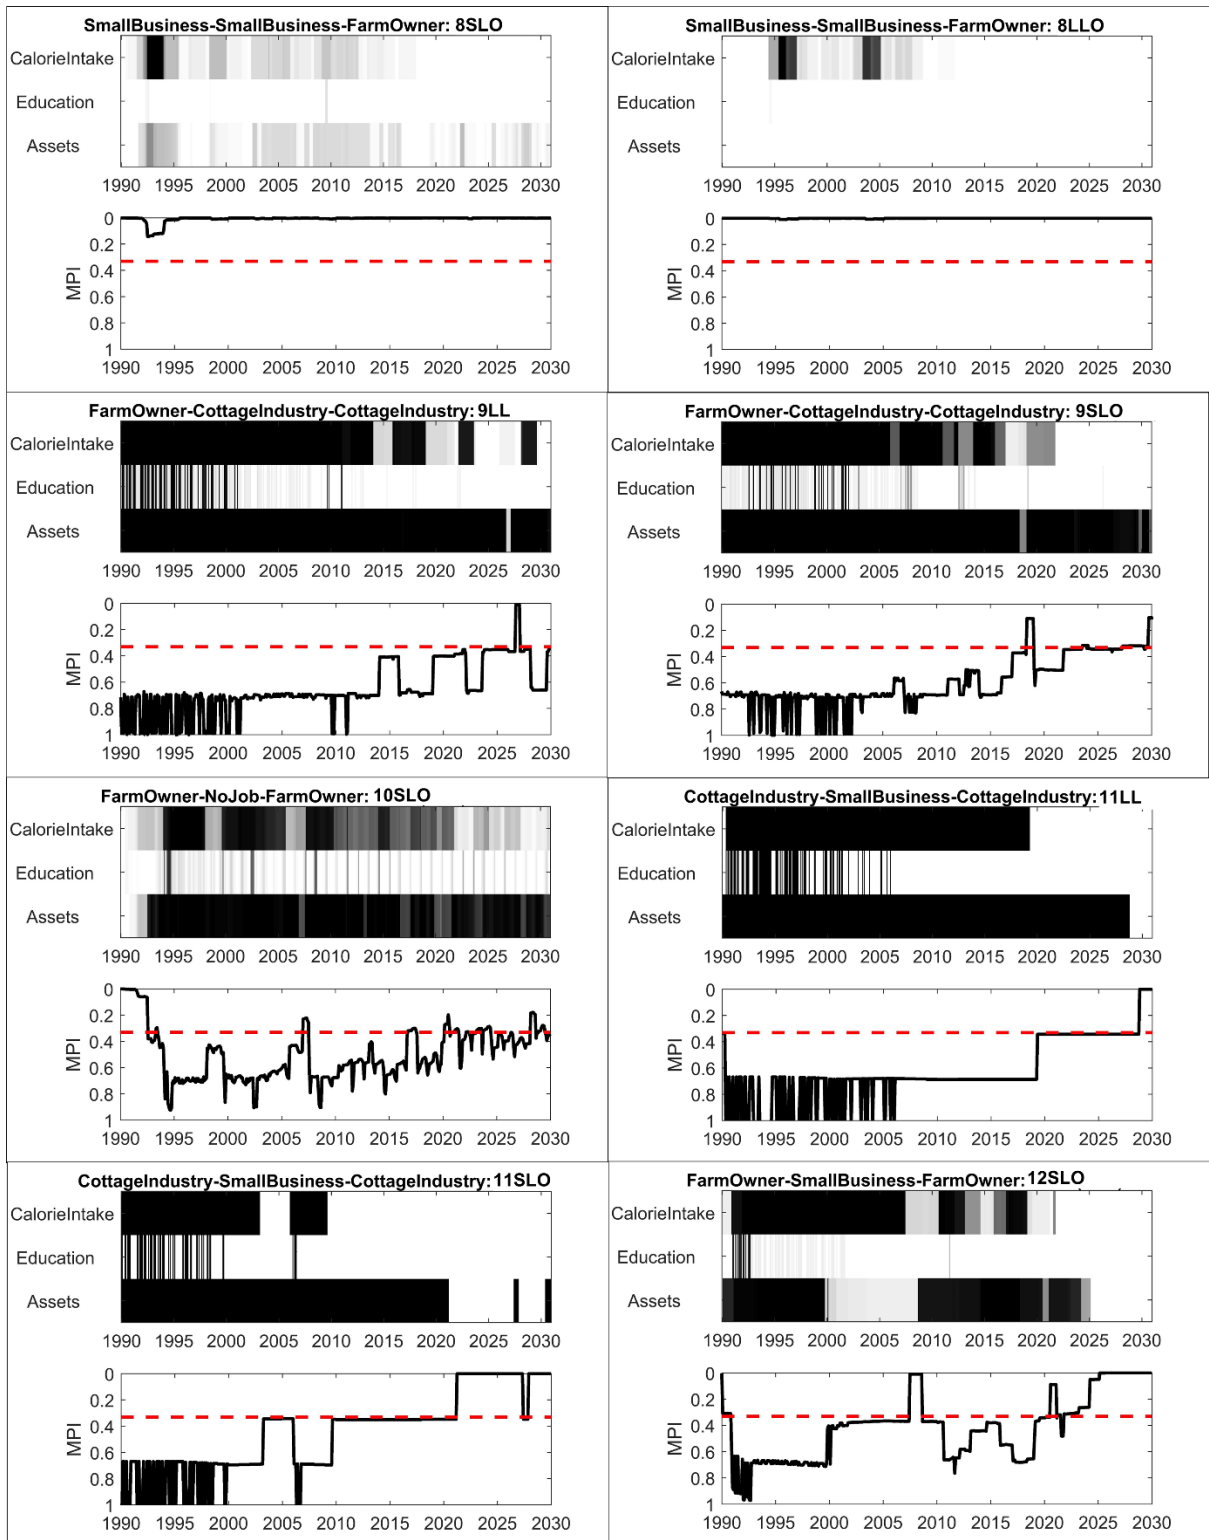 SmallBusiness-SmallBusiness-FarmOwner: 8SLO
CalorieIntake
Education
Assets
1990 1995 2000 2005 2010 2015 2020 2025 2030
MPI
0
0.2
0.4
0.6
0.8
1
1990 1995 2000 2005 2010 2015 2020 2025 2030
SmallBusiness-SmallBusiness-FarmOwner: 8LLO
CalorieIntake
Education
Assets
1990 1995 2000 2005 2010 2015 2020 2025 2030
MPI
0
0.2
0.4
0.6
0.8
1
1990 1995 2000 2005 2010 2015 2020 2025 2030
FarmOwner-CottageIndustry-CottageIndustry: 9LL
CalorieIntake
Education
Assets
1990 1995 2000 2005 2010 2015 2020 2025 2030
MPI
0
0.2
0.4
0.6
0.8
1
1990 1995 2000 2005 2010 2015 2020 2025 2030
FarmOwner-CottageIndustry-CottageIndustry: 9SLO
CalorieIntake
Education
Assets
1990 1995 2000 2005 2010 2015 2020 2025 2030
MPI
0
0.2
0.4
0.6
0.8
1
1990 1995 2000 2005 2010 2015 2020 2025 2030
FarmOwner-NoJob-FarmOwner: 10SLO
CalorieIntake
Education
Assets
1990 1995 2000 2005 2010 2015 2020 2025 2030
MPI
0
0.2
0.4
0.6
0.8
1
1990 1995 2000 2005 2010 2015 2020 2025 2030
CottageIndustry-SmallBusiness-CottageIndustry: 11LL
CalorieIntake
Education
Assets
1990 1995 2000 2005 2010 2015 2020 2025 2030
MPI
0
0.2
0.4
0.6
0.8
1
1990 1995 2000 2005 2010 2015 2020 2025 2030
CottageIndustry-SmallBusiness-CottageIndustry: 11SLO
CalorieIntake
Education
Assets
1990 1995 2000 2005 2010 2015 2020 2025 2030
MPI
0
0.2
0.4
0.6
0.8
1
1990 1995 2000 2005 2010 2015 2020 2025 2030
FarmOwner-SmallBusiness-FarmOwner: 12SLO
CalorieIntake
Education
Assets
1990 1995 2000 2005 2010 2015 2020 2025 2030
MPI
0
0.2
0.4
0.6
0.8
1
1990 1995 2000 2005 2010 2015 2020 2025 2030